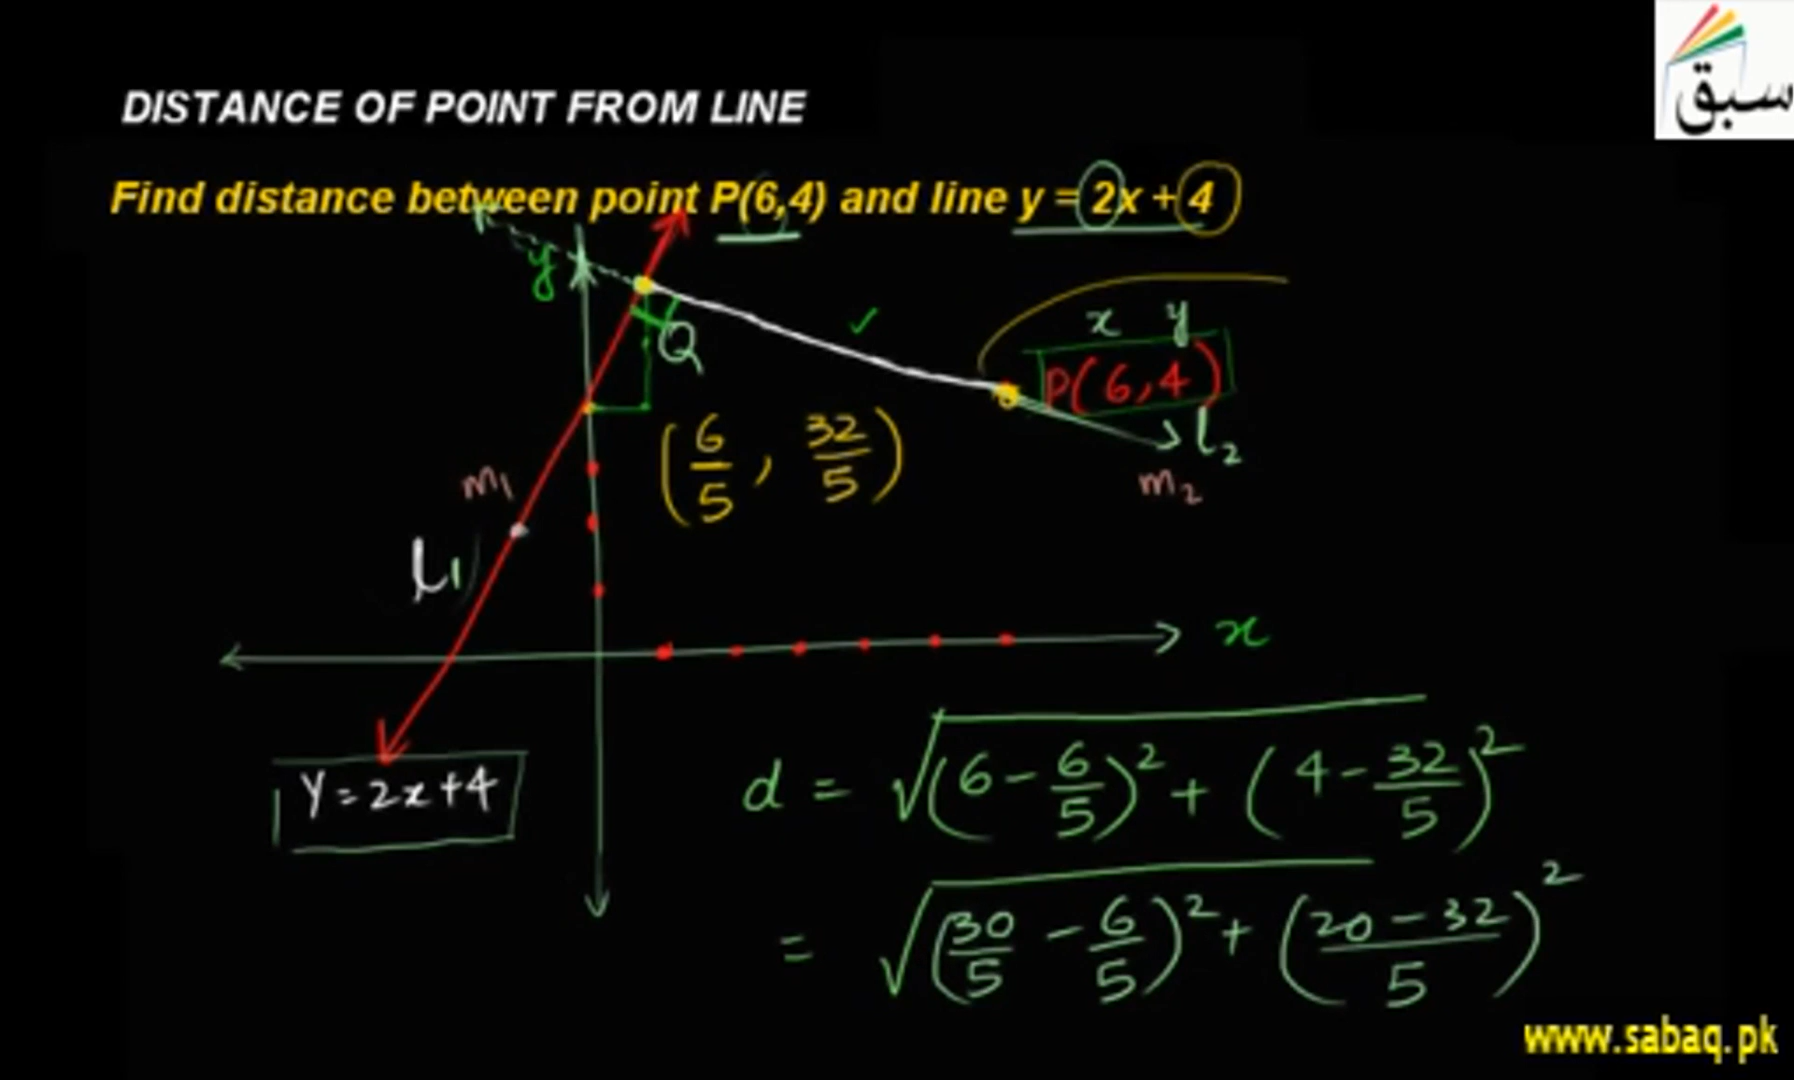 سبق
DISTANCE OF POINT FROM LINE
Find distance between point P(6,4) and line y = 2x + 4
y
x y
P(6,4)
Q
l₂
m₂
(6/5, 32/5)
m₁
l₁
x
Y=2x+4
d = √(6 - 6/5)² + (4 - 32/5)²
= √(30/5 - 6/5)² + (20 - 32/5)²
www.sabaq.pk